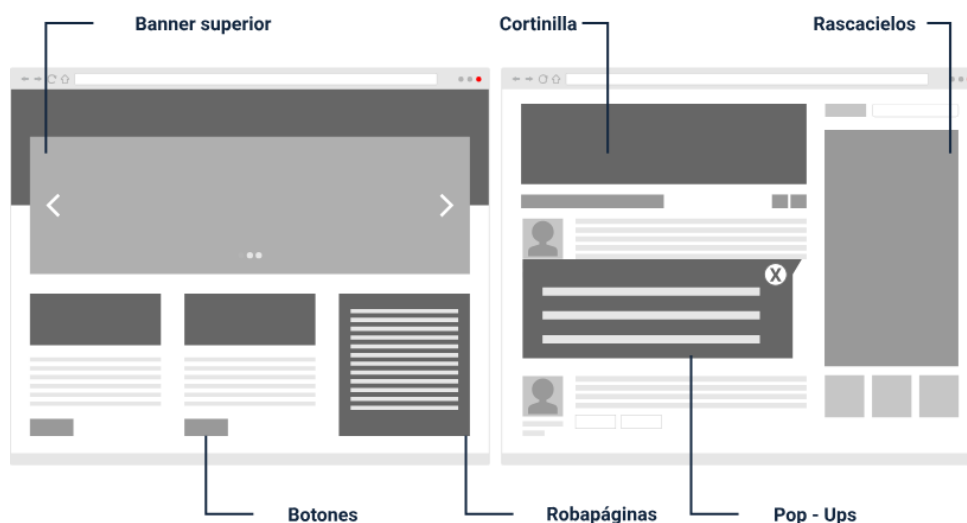 Banner superior
Cortinilla
Rascacielos
X
Botones
Robapáginas
Pop - Ups